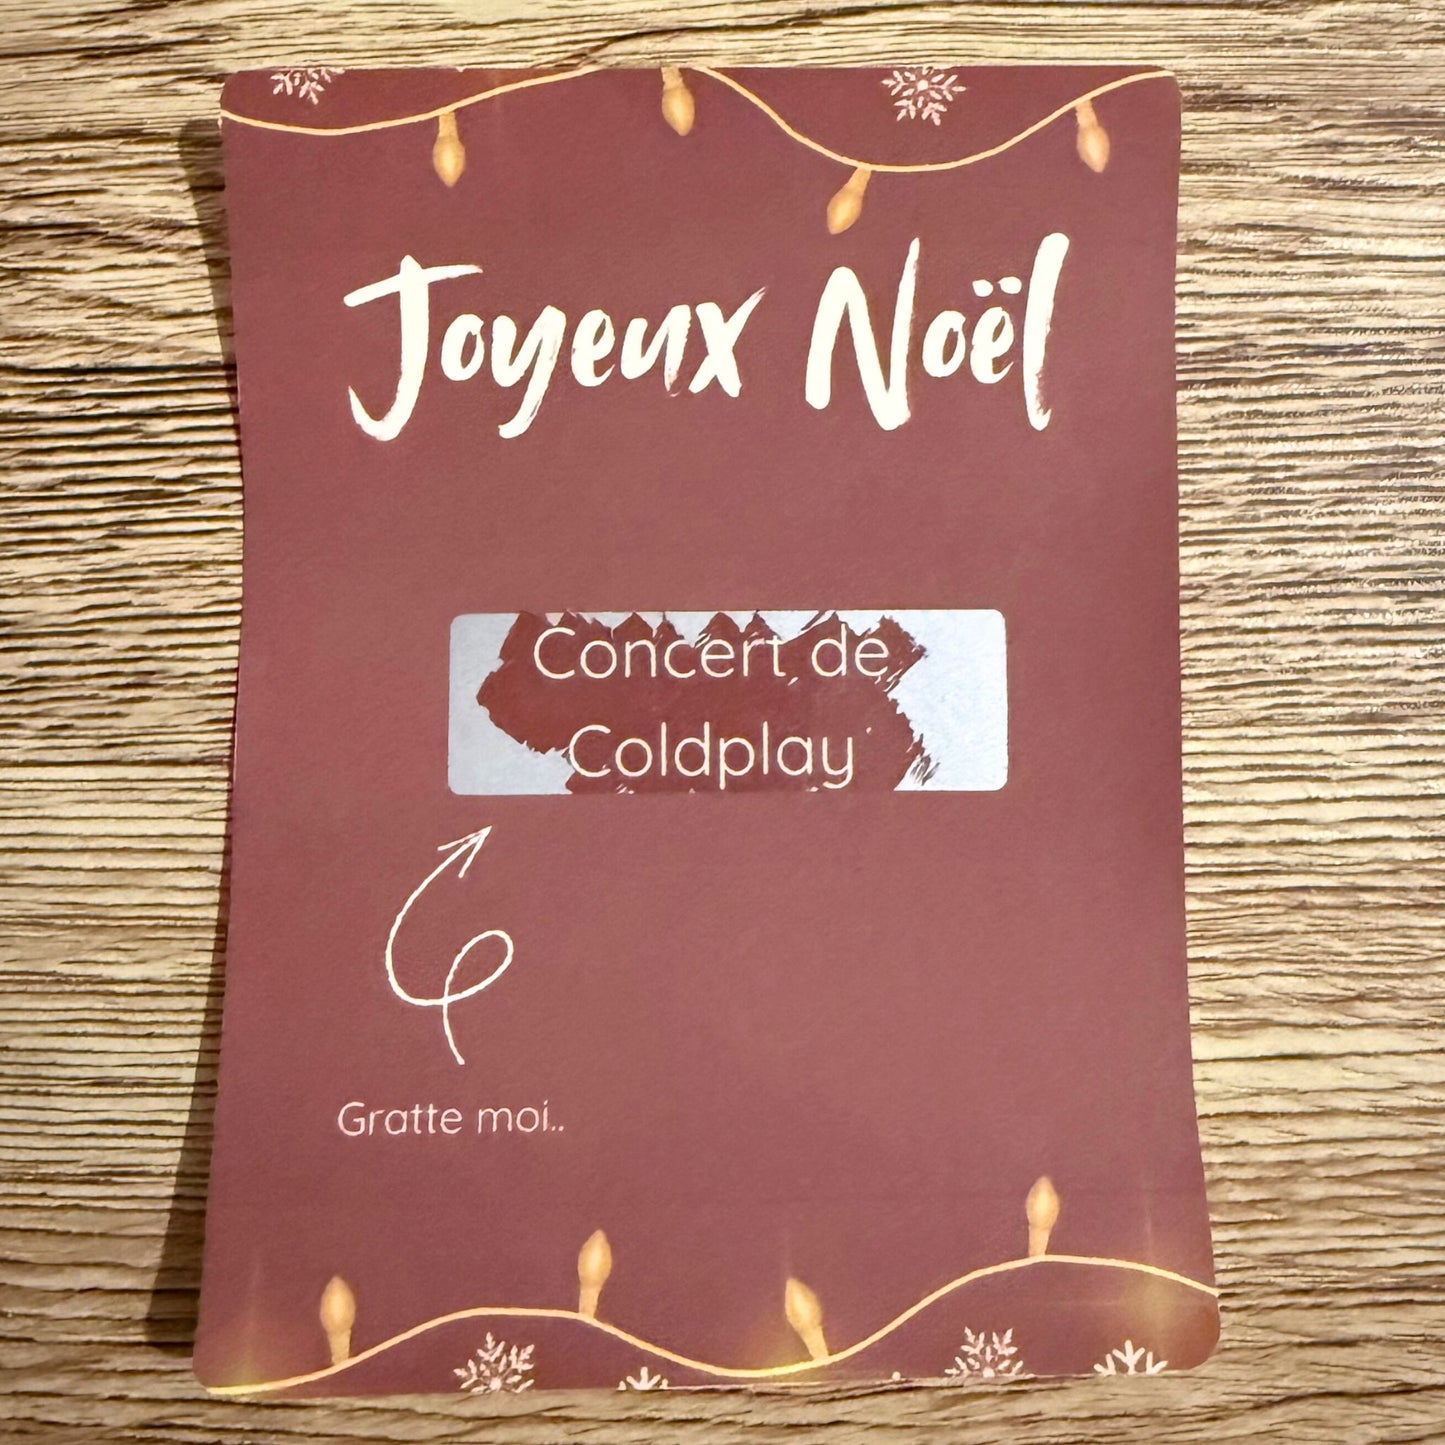 Joyeux Noël
Concert de
Coldplay
Gratte moi..